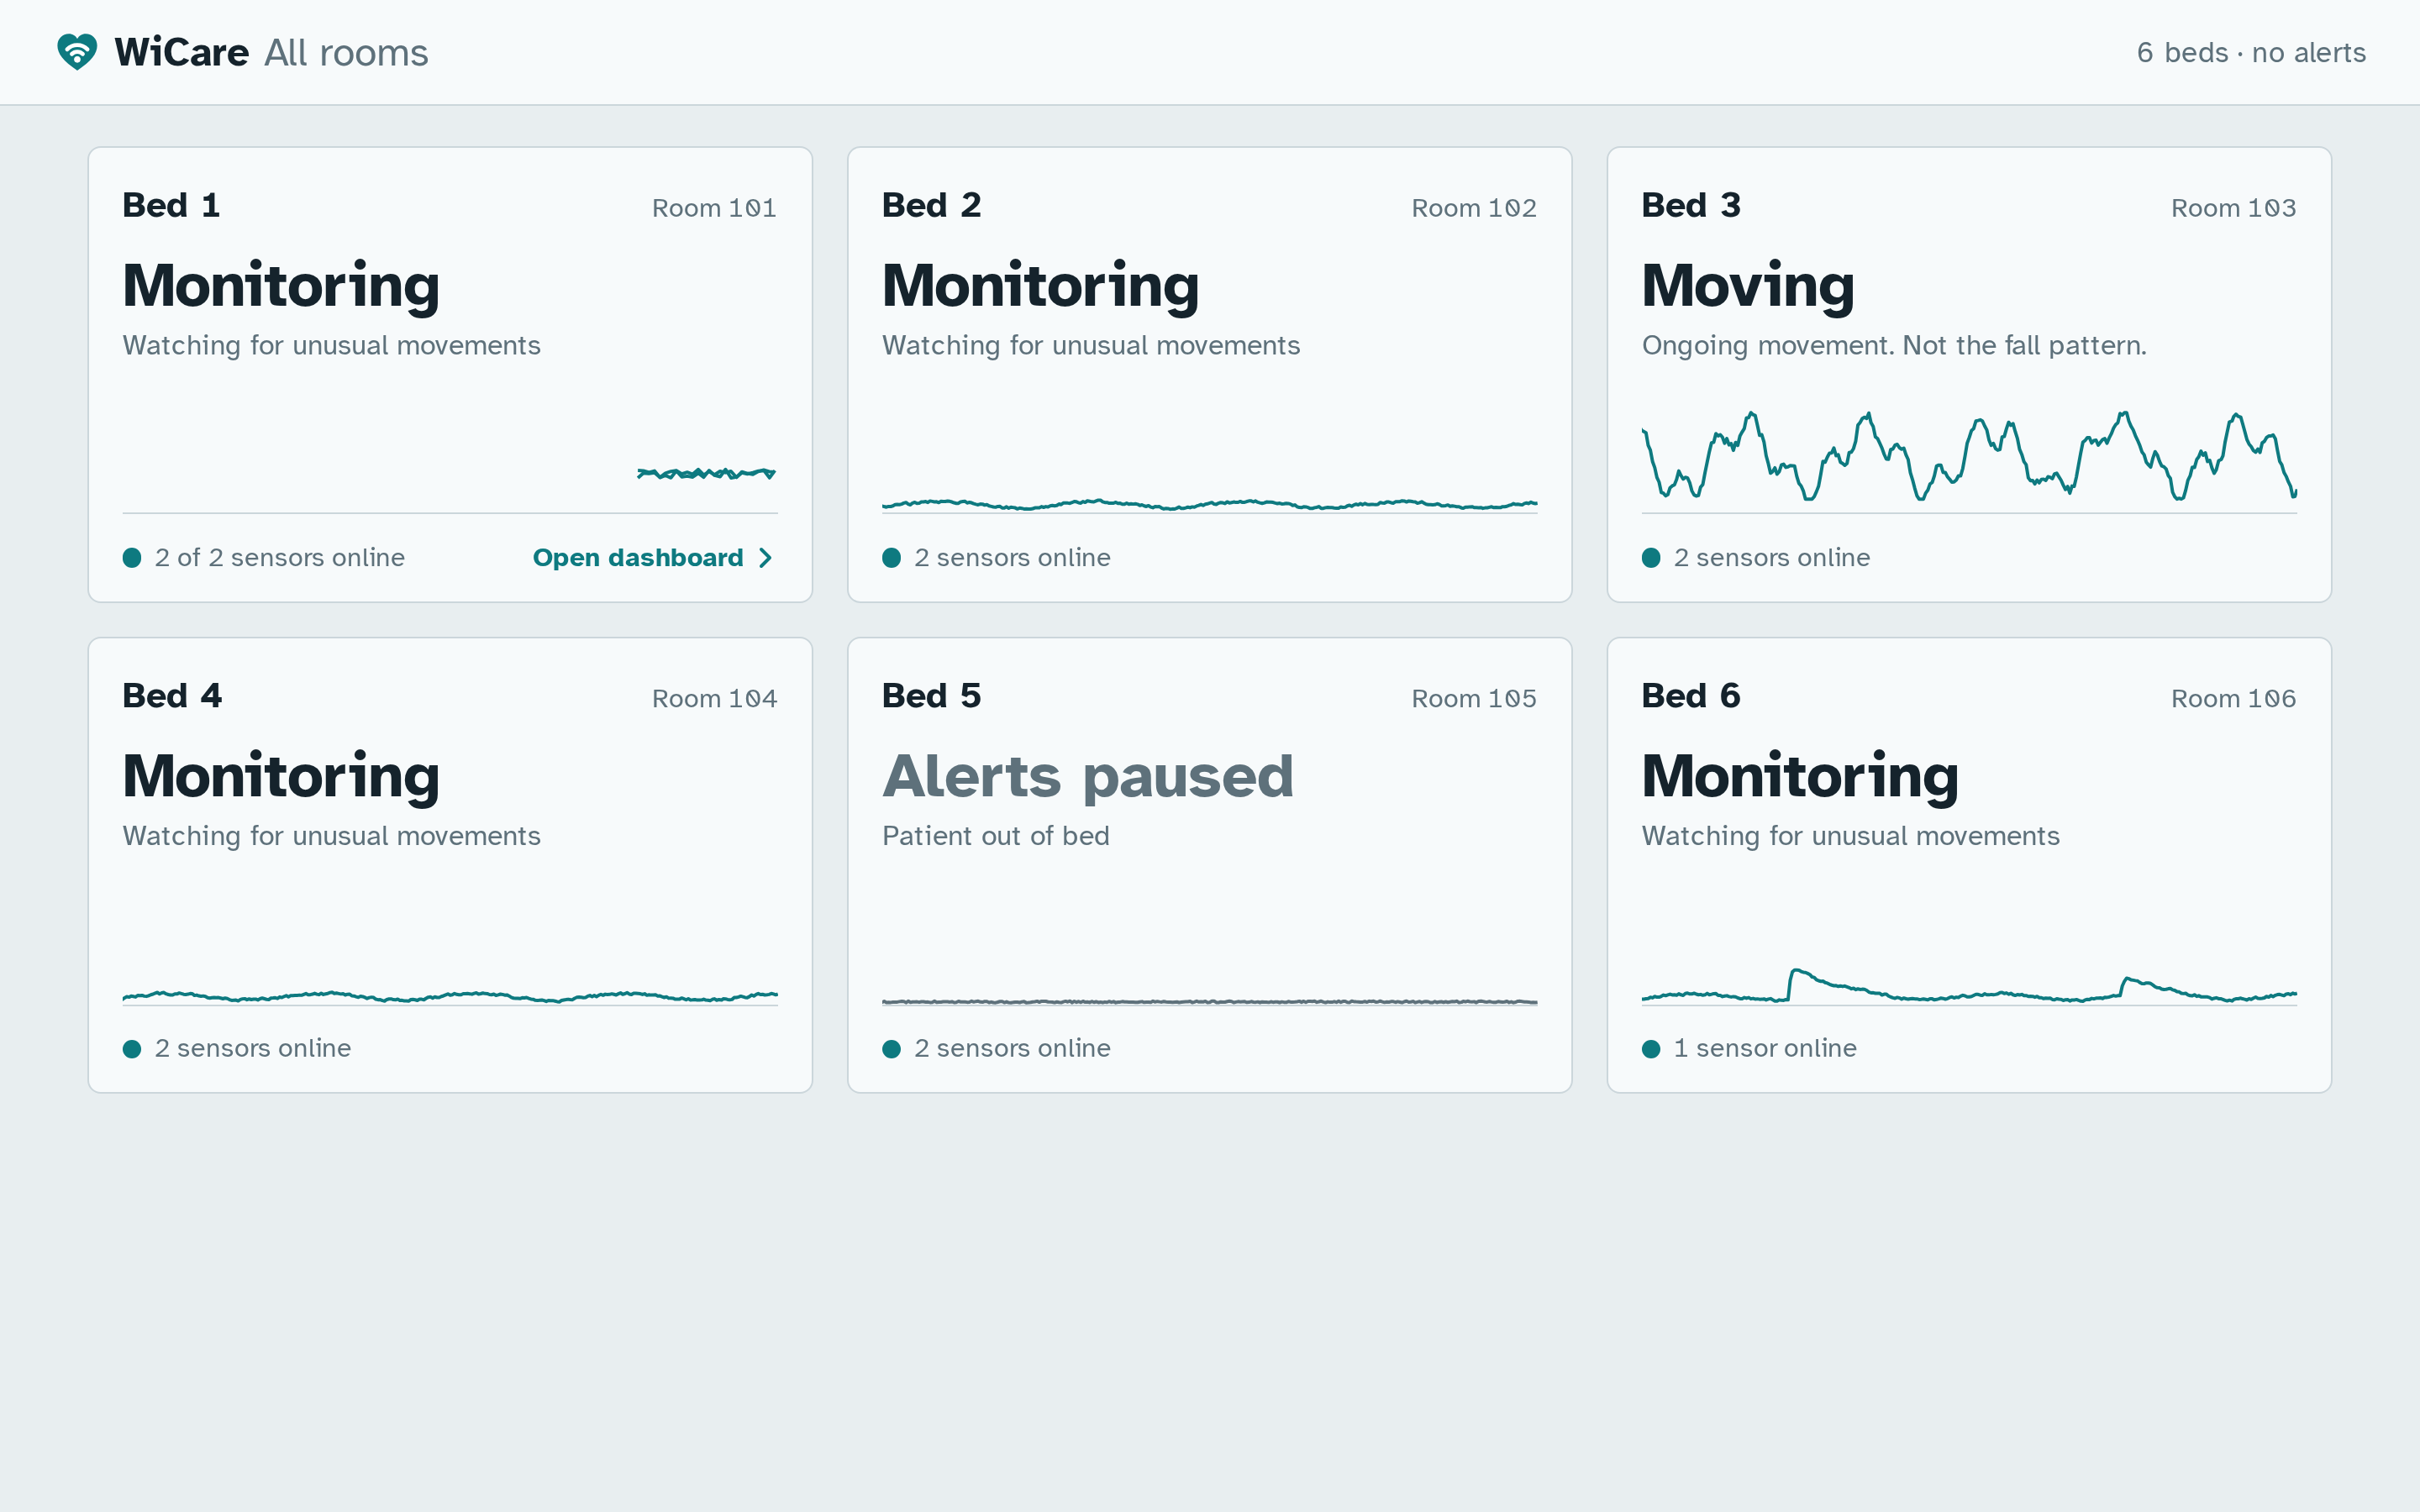 WiCare All rooms
6 beds · no alerts
Bed 1
Room 101
Monitoring
Watching for unusual movements
2 of 2 sensors online
Open dashboard
Bed 2
Room 102
Monitoring
Watching for unusual movements
2 sensors online
Bed 3
Room 103
Moving
Ongoing movement. Not the fall pattern.
2 sensors online
Bed 4
Room 104
Monitoring
Watching for unusual movements
2 sensors online
Bed 5
Room 105
Alerts paused
Patient out of bed
2 sensors online
Bed 6
Room 106
Monitoring
Watching for unusual movements
1 sensor online